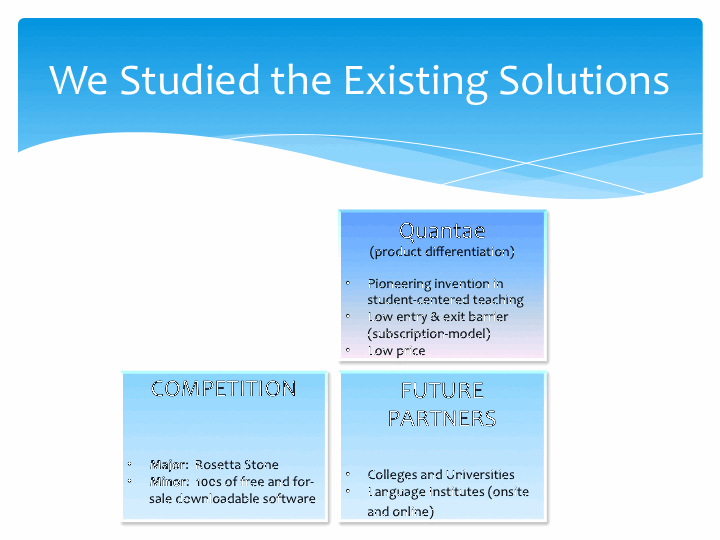 We Studied the Existing Solutions
Quantae
(product differentiation)
• Pioneering invention in
student-centered teaching
• Low entry & exit barrier
(subscription-model)
• Low price
COMPETITION
• Major: Rosetta Stone
• Minor: 100s of free and for-
sale downloadable software
FUTURE
PARTNERS
• Colleges and Universities
• Language institutes (onsite
and online)